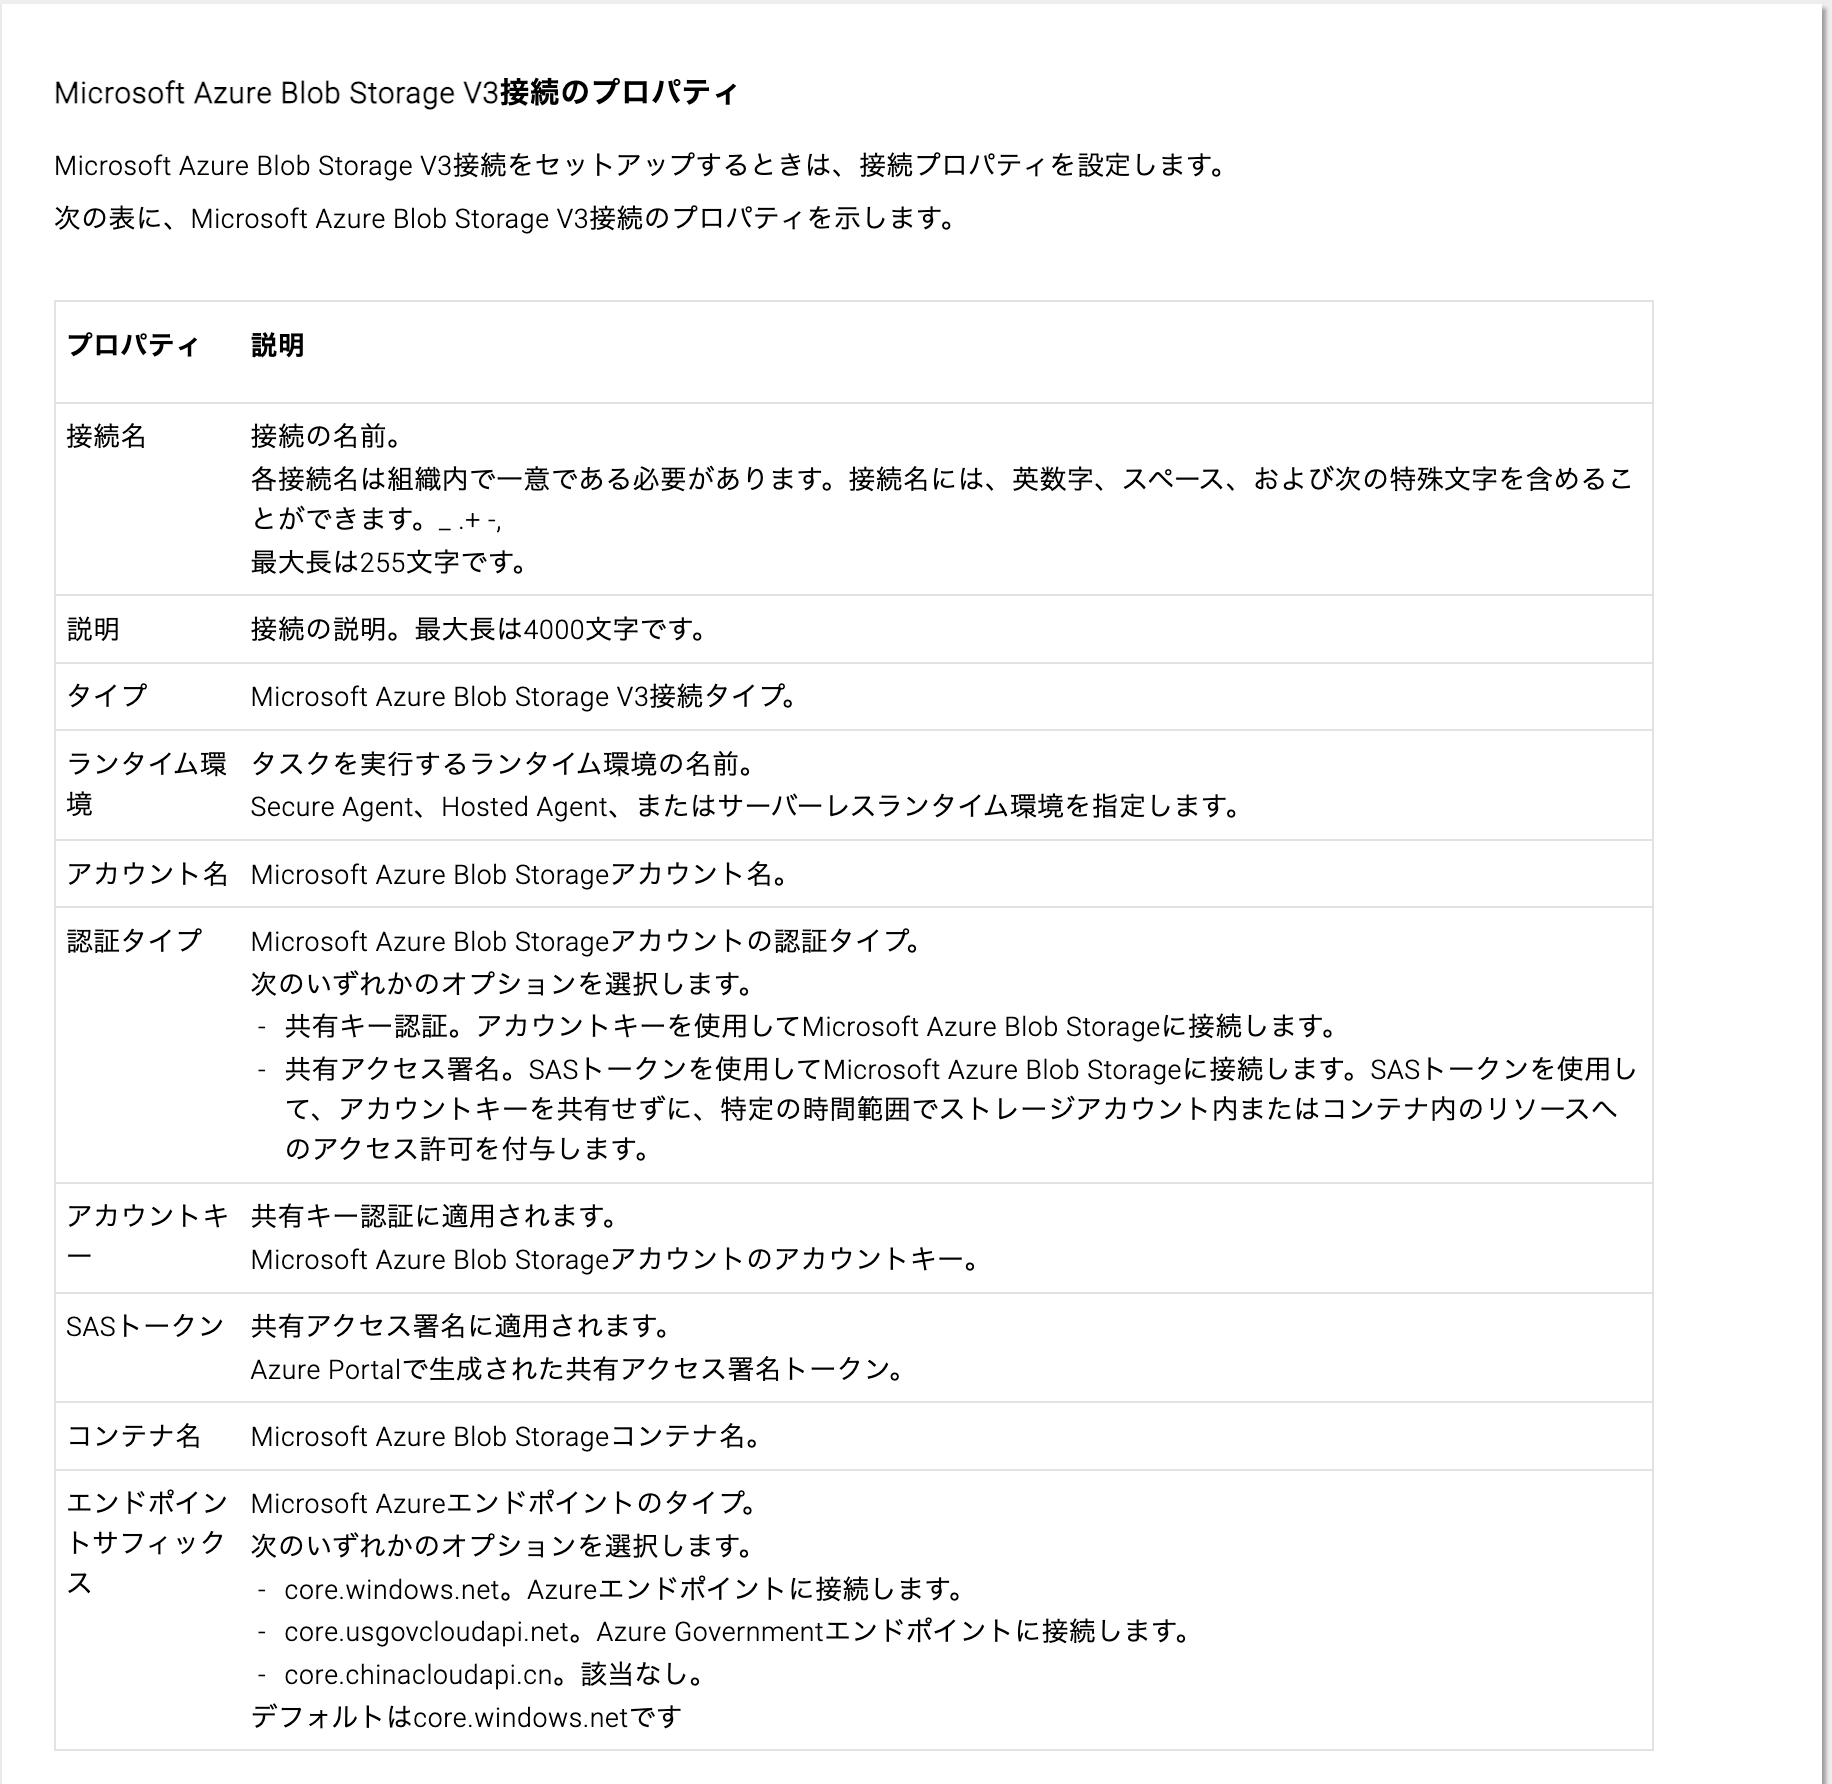 Microsoft Azure Blob Storage V3接続のプロパティ
Microsoft Azure Blob Storage V3接続をセットアップするときは、接続プロパティを設定します。
次の表に、Microsoft Azure Blob Storage V3接続のプロパティを示します。
プロパティ 説明
接続名 接続の名前。
各接続名は組織内で一意である必要があります。接続名には、英数字、スペース、および次の特殊文字を含めるこ
とができます。_ .+ -,
最大長は255文字です。
説明 接続の説明。最大長は4000文字です。
タイプ Microsoft Azure Blob Storage V3接続タイプ。
ランタイム環 タスクを実行するランタイム環境の名前。
境 Secure Agent、Hosted Agent、またはサーバーレスランタイム環境を指定します。
アカウント名 Microsoft Azure Blob Storageアカウント名。
認証タイプ Microsoft Azure Blob Storageアカウントの認証タイプ。
次のいずれかのオプションを選択します。
- 共有キー認証。アカウントキーを使用してMicrosoft Azure Blob Storageに接続します。
- 共有アクセス署名。SASトークンを使用してMicrosoft Azure Blob Storageに接続します。SASトークンを使用し
て、アカウントキーを共有せずに、特定の時間範囲でストレージアカウント内またはコンテナ内のリソースへ
のアクセス許可を付与します。
アカウントキ 共有キー認証に適用されます。
ー Microsoft Azure Blob Storageアカウントのアカウントキー。
SASトークン 共有アクセス署名に適用されます。
Azure Portalで生成された共有アクセス署名トークン。
コンテナ名 Microsoft Azure Blob Storageコンテナ名。
エンドポイン Microsoft Azureエンドポイントのタイプ。
トサフィック 次のいずれかのオプションを選択します。
ス - core.windows.net。Azureエンドポイントに接続します。
- core.usgovcloudapi.net。Azure Governmentエンドポイントに接続します。
- core.chinacloudapi.cn。該当なし。
デフォルトはcore.windows.netです